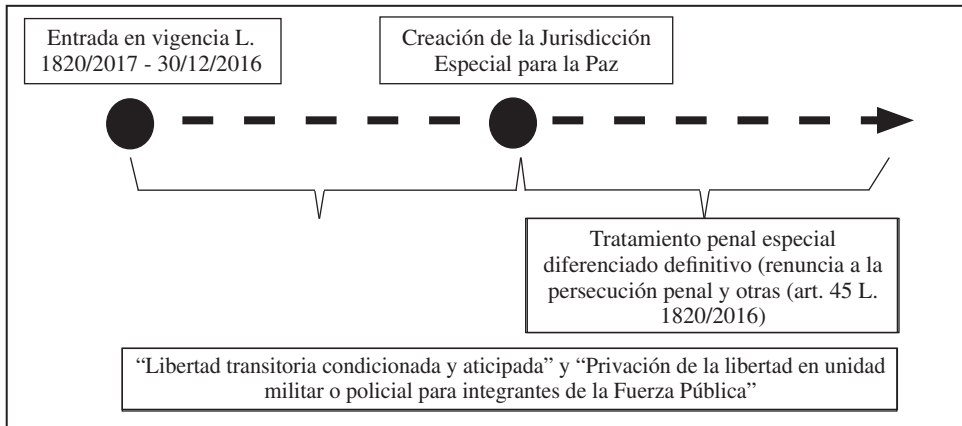 Entrada en vigencia L.
1820/2017 - 30/12/2016
Creación de la Jurisdicción
Especial para la Paz
Tratamiento penal especial
diferenciado definitivo (renuncia a la
persecución penal y otras (art. 45 L.
1820/2016)
“Libertad transitoria condicionada y aticipada” y “Privación de la libertad en unidad
militar o policial para integrantes de la Fuerza Pública”